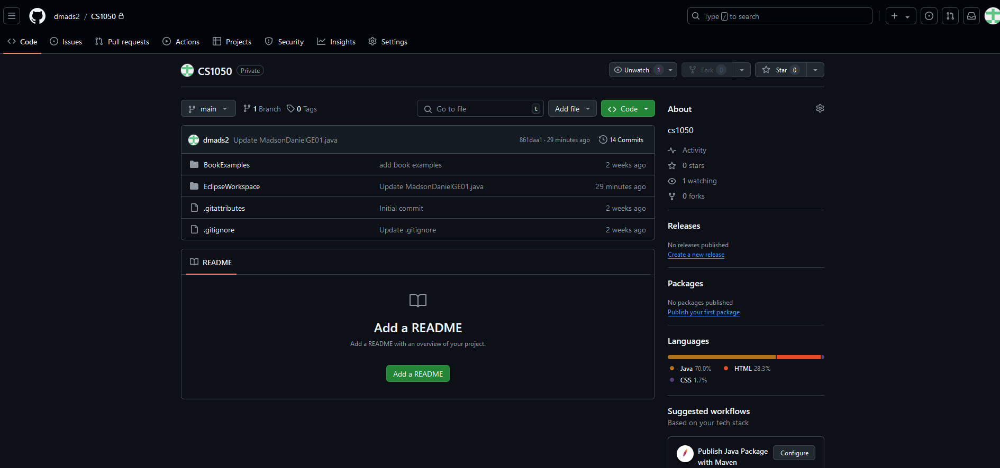 dmads2 / CS1050
Type / to search
Code Issues Pull requests Actions Projects Security Insights Settings
CS1050 Private
Unwatch 1 Fork 0 Star 0
main 1 Branch 0 Tags
Go to file t Add file Code
dmads2 Update MadsonDanielGE01.java 861daa1 · 29 minutes ago 14 Commits
BookExamples add book examples 2 weeks ago
EclipseWorkspace Update MadsonDanielGE01.java 29 minutes ago
.gitattributes Initial commit 2 weeks ago
.gitignore Update .gitignore 2 weeks ago
README
Add a README
Add a README with an overview of your project.
Add a README
About
cs1050
Activity
0 stars
1 watching
0 forks
Releases
No releases published
Create a new release
Packages
No packages published
Publish your first package
Languages
Java 70.0% HTML 28.3%
CSS 1.7%
Suggested workflows
Based on your tech stack
Publish Java Package
with Maven
Configure